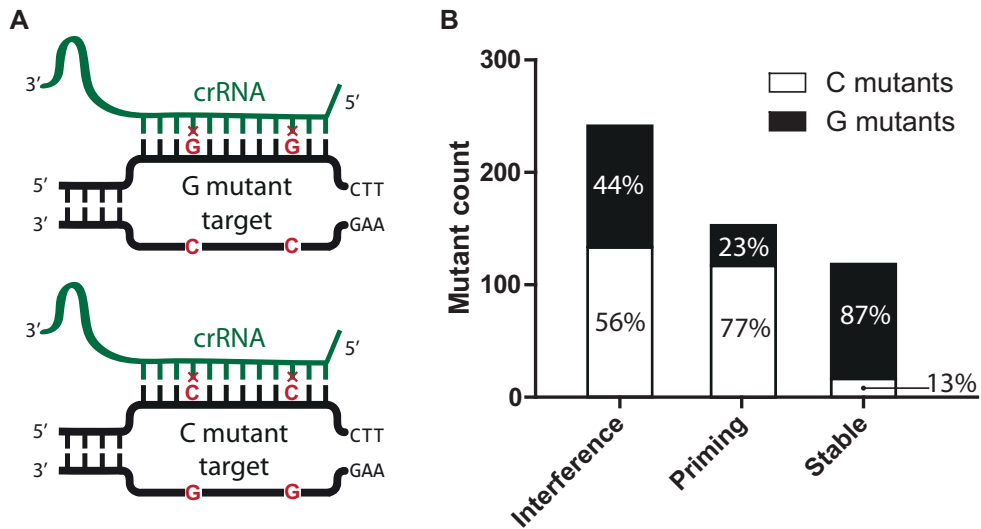 A
3′
crRNA
5′
G
G
5′
G mutant
CTT
3′
target
GAA
C
C
3′
crRNA
5′
C
C
5′
C mutant
CTT
3′
target
GAA
G
G
B
Mutant count
300
200
100
0
C mutants
G mutants
44%
56%
23%
77%
87%
13%
Interference
Priming
Stable